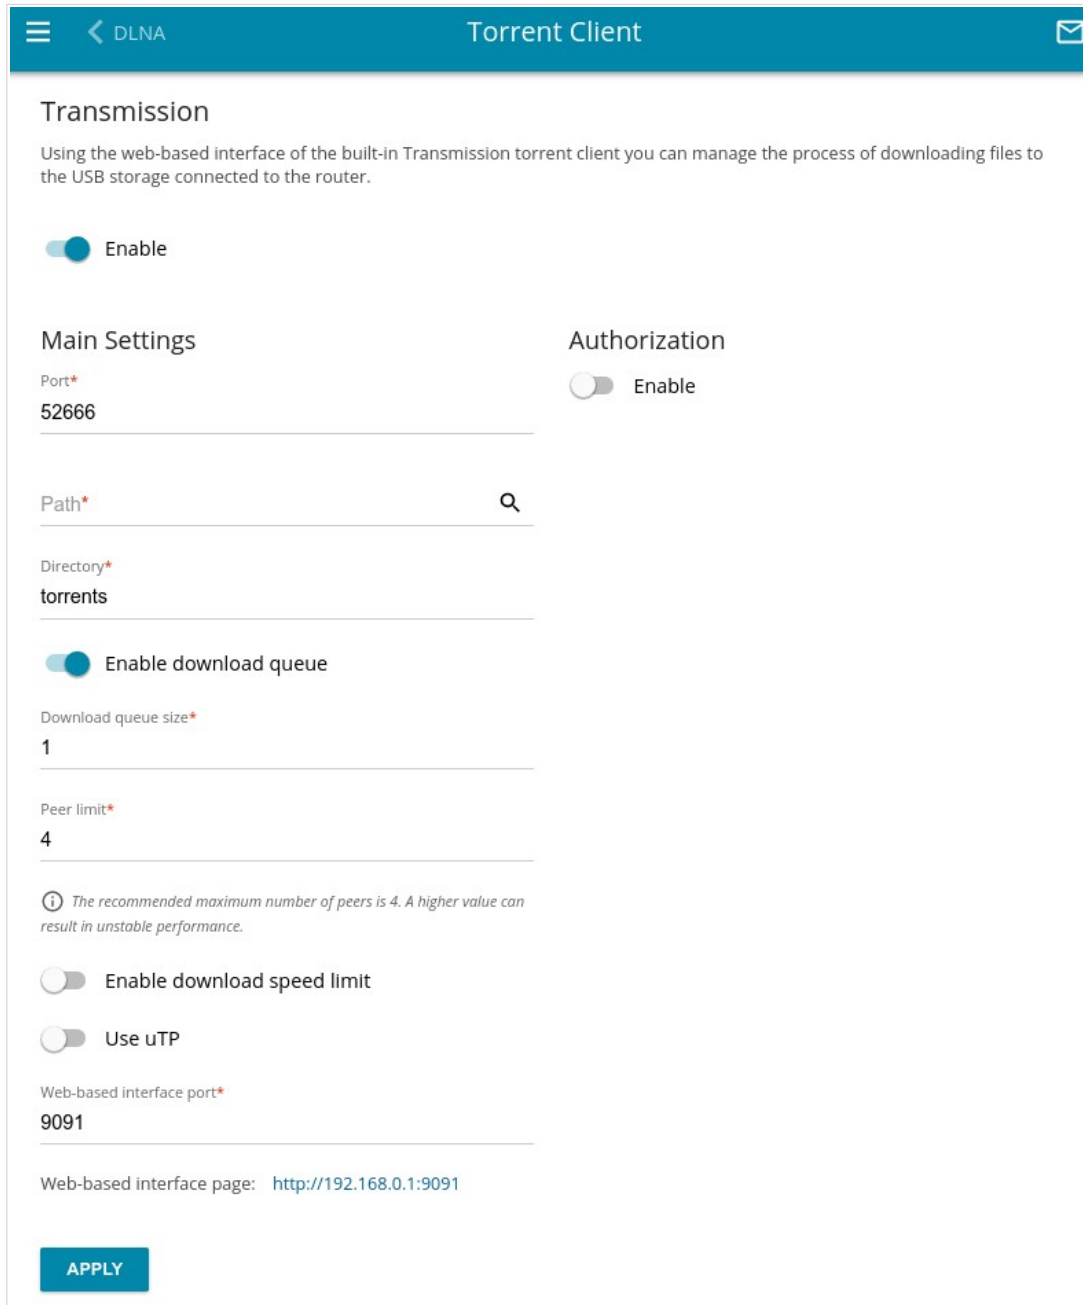 DLNA
Torrent Client
Transmission
Using the web-based interface of the built-in Transmission torrent client you can manage the process of downloading files to
the USB storage connected to the router.
Enable
Main Settings
Port*
52666
Path*
Directory*
torrents
Enable download queue
Download queue size*
1
Peer limit*
4
The recommended maximum number of peers is 4. A higher value can
result in unstable performance.
Enable download speed limit
Use uTP
Web-based interface port*
9091
Web-based interface page: http://192.168.0.1:9091
APPLY
Authorization
Enable